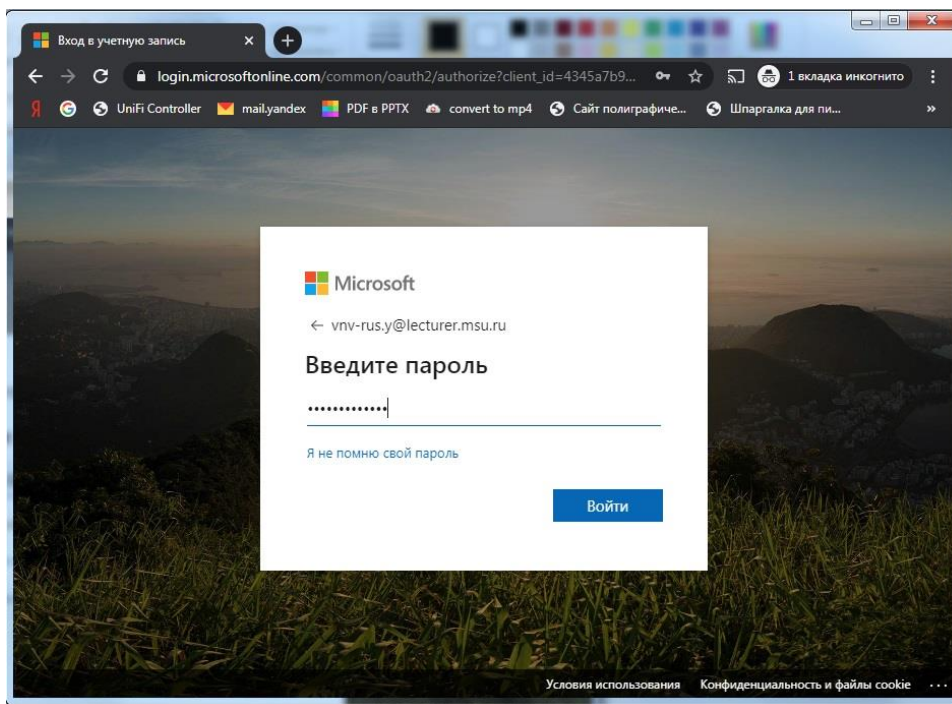 Вход в учетную запись
login.microsoftonline.com/common/oauth2/authorize?client_id=4345a7b9...
1 вкладка инкогнито
Я
G
UniFi Controller
mail.yandex
PDF в PPTX
convert to mp4
Сайт полиграфиче...
Шпаргалка для пи...
»
Microsoft
← vnv-rus.y@lecturer.msu.ru
Введите пароль
•••••••••••••
Я не помню свой пароль
Войти
Условия использования
Конфиденциальность и файлы cookie
...